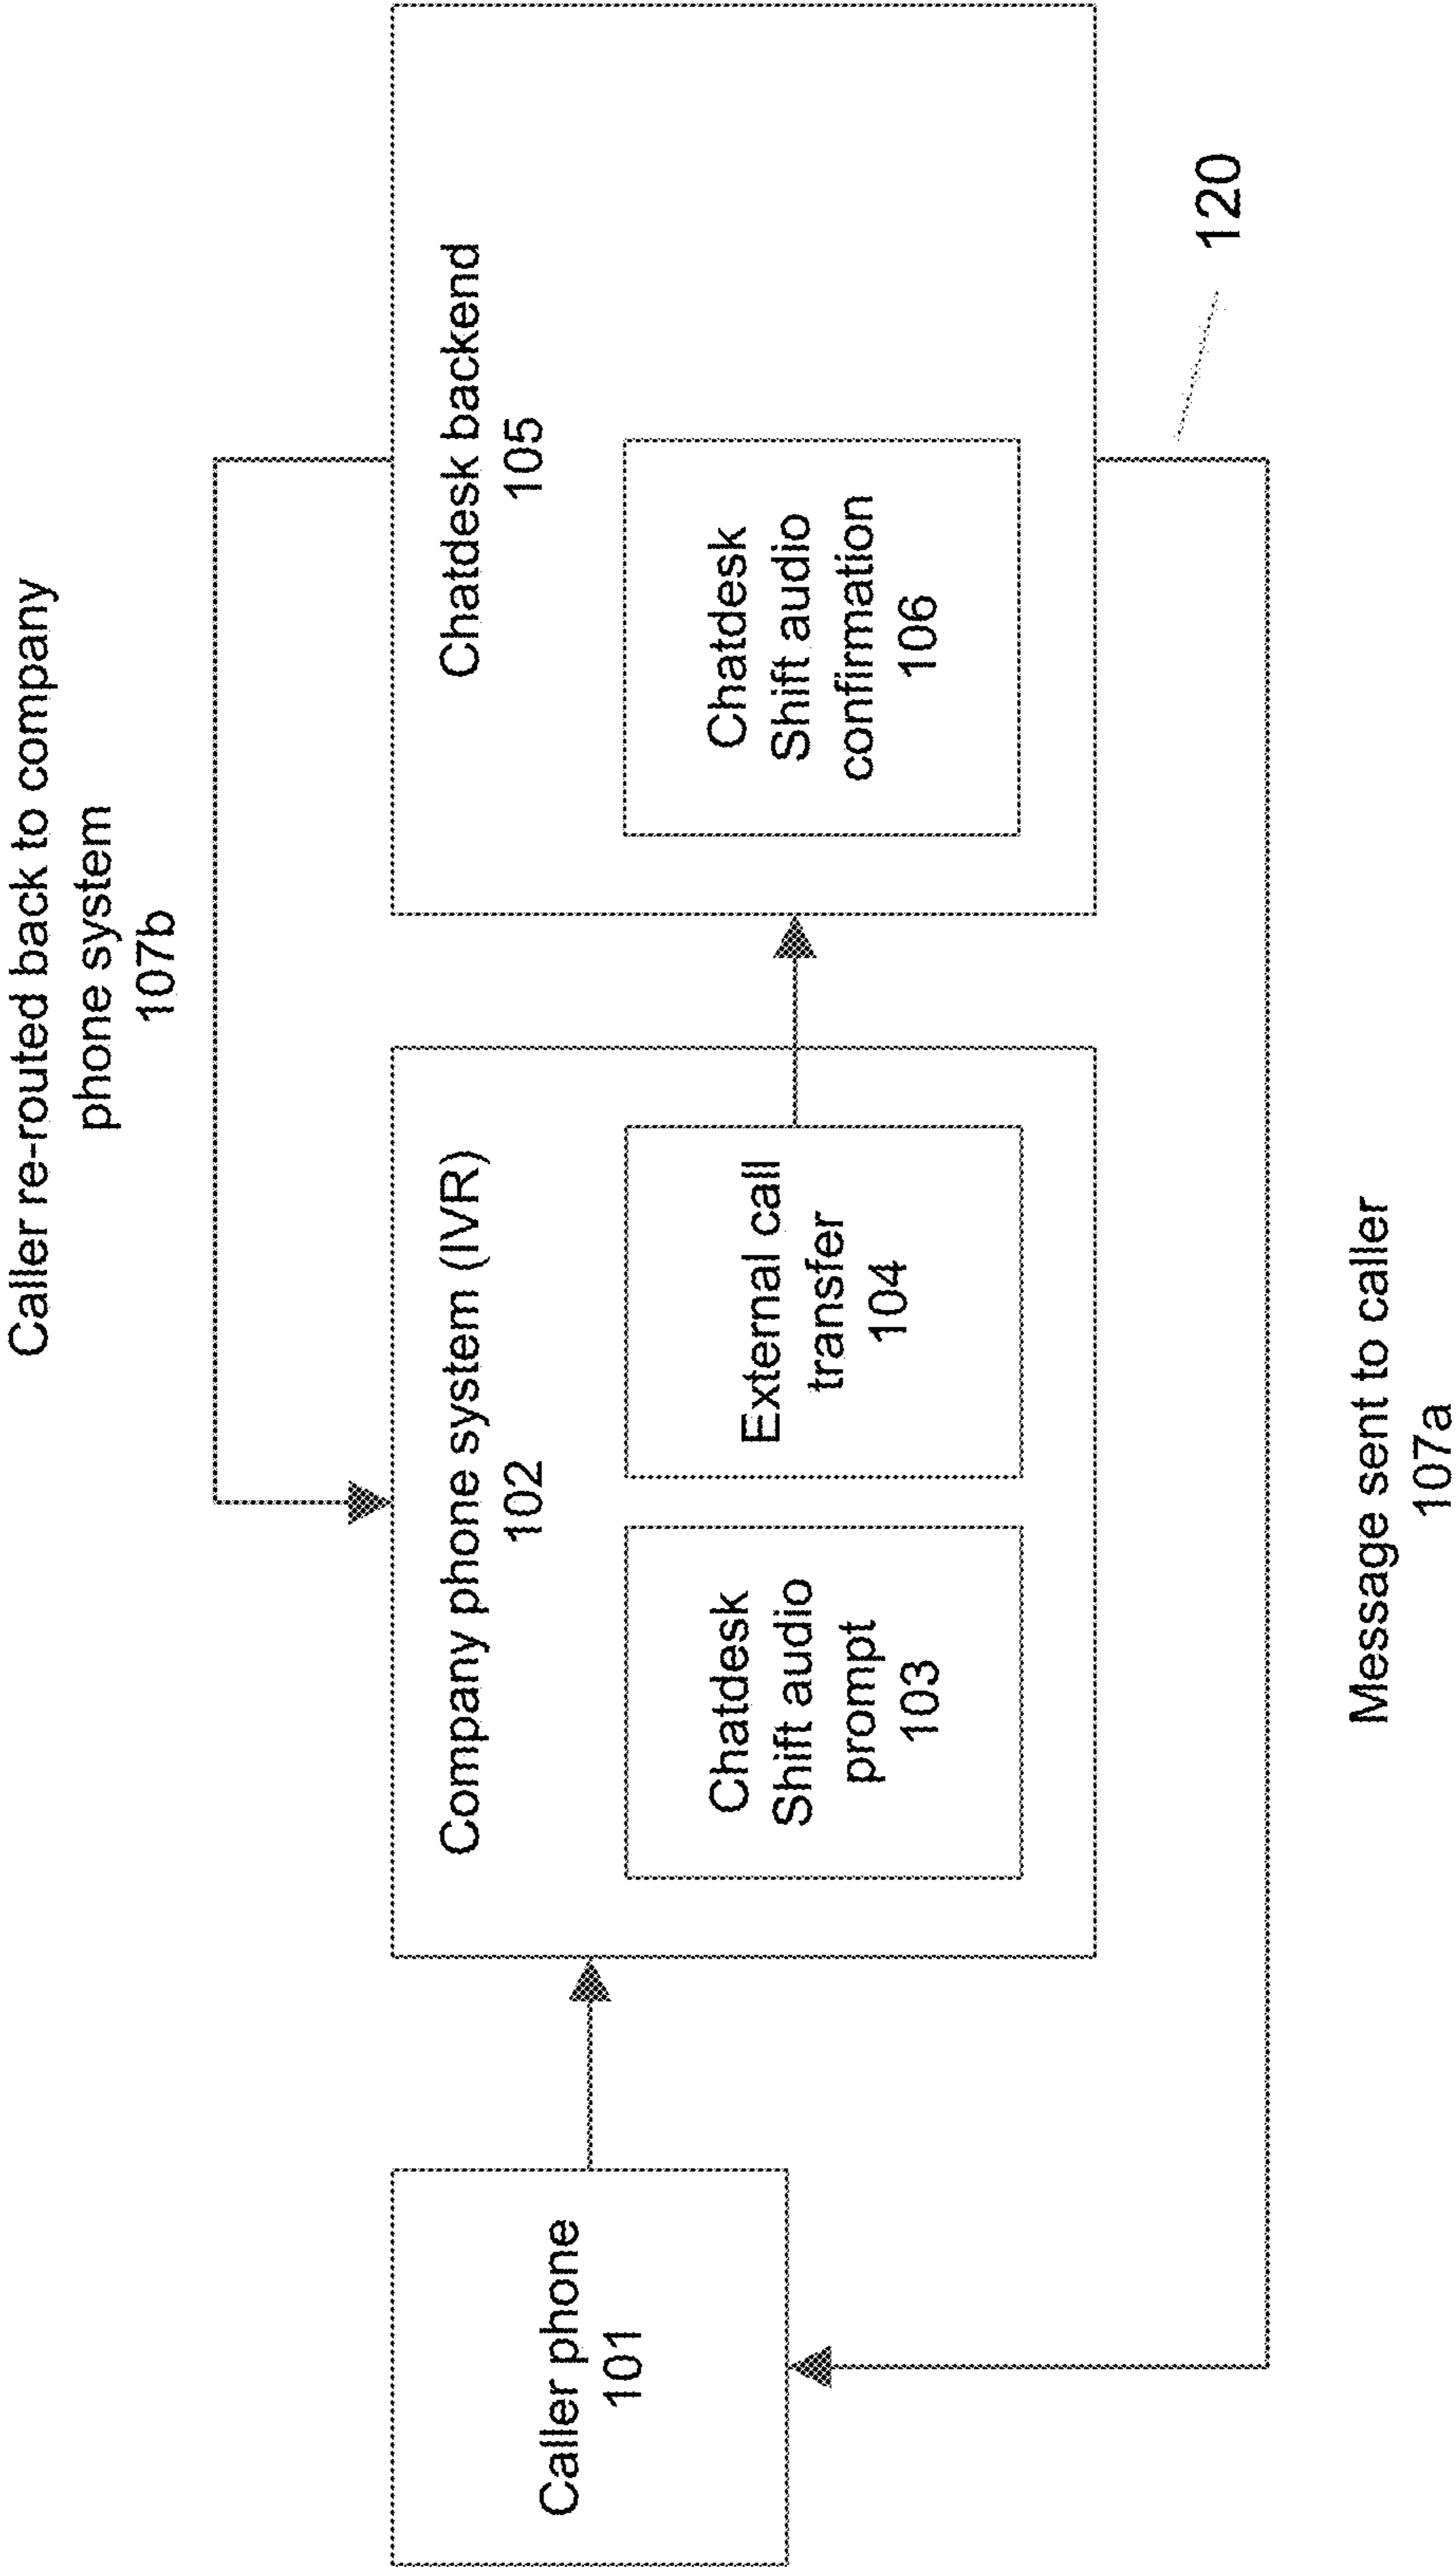 Caller re-routed back to company
phone system
107b
Caller phone
101
Company phone system (IVR)
102
Chatdesk
Shift audio
prompt
103
External call
transfer
104
Chatdesk backend
105
Chatdesk
Shift audio
confirmation
106
120
Message sent to caller
107a